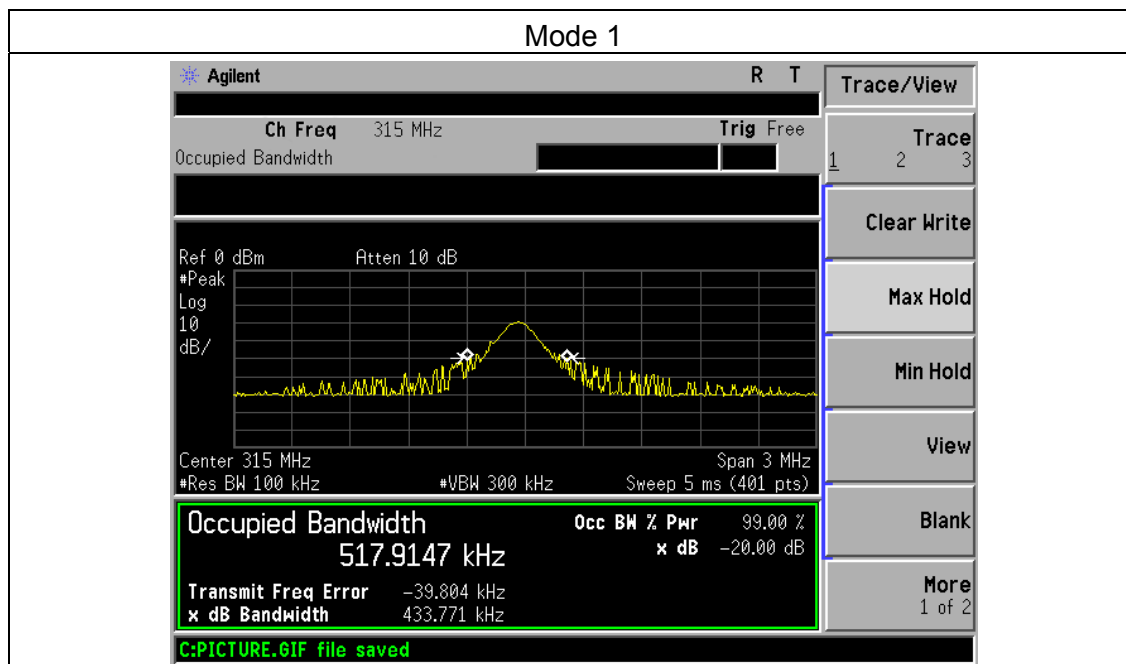 Mode 1
Agilent R T
Trace/View
Ch Freq 315 MHz Trig Free
Occupied Bandwidth
Trace
1 2 3
Clear Write
Ref 0 dBm Atten 10 dB
#Peak
Log
10
dB/
Max Hold
Min Hold
View
Center 315 MHz Span 3 MHz
#Res BW 100 kHz #VBW 300 kHz Sweep 5 ms (401 pts)
Occupied Bandwidth Occ BW % Pwr 99.00 %
517.9147 kHz x dB -20.00 dB
Blank
Transmit Freq Error -39.804 kHz
x dB Bandwidth 433.771 kHz
More
1 of 2
C:PICTURE.GIF file saved